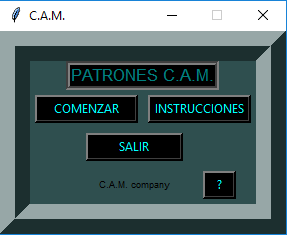 C.A.M.
PATRONES C.A.M.
COMENZAR
INSTRUCCIONES
SALIR
C.A.M. company
?